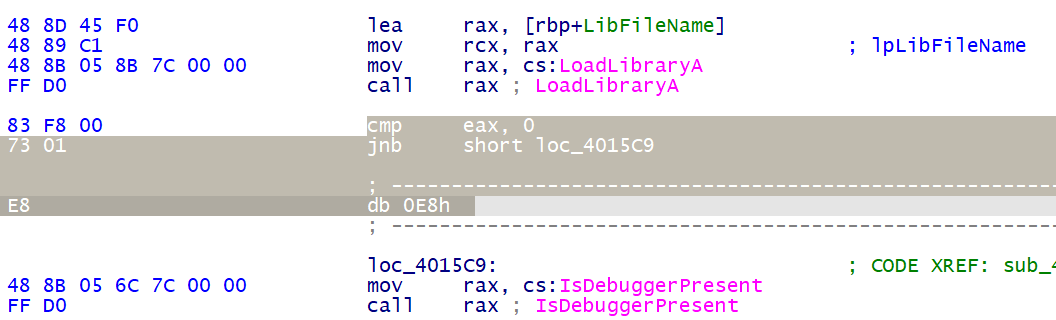 48 8D 45 F0 lea rax, [rbp+LibFileName]
48 89 C1 mov rcx, rax ; lpLibFileName
48 8B 05 8B 7C 00 00 mov rax, cs:LoadLibraryA
FF D0 call rax ; LoadLibraryA
83 F8 00 cmp eax, 0
73 01 jnb short loc_4015C9
; ---------------------------------------------------------
E8 db 0E8h
; ---------------------------------------------------------
loc_4015C9: ; CODE XREF: sub_4
48 8B 05 6C 7C 00 00 mov rax, cs:IsDebuggerPresent
FF D0 call rax ; IsDebuggerPresent